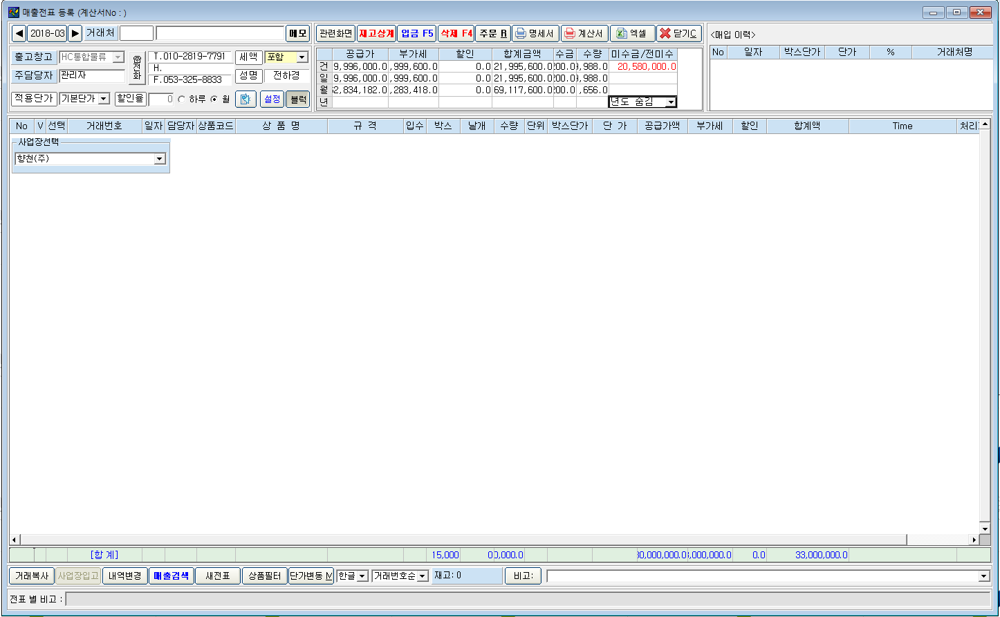 매출전표 등록 (계산서No : )
2018-03 거래처 메모 관련화면 재고상계 입금 F5 삭제 F4 주문 R 명세서 계산서 엑셀 닫기C <매입 이력>
출고창고 HC통합물류 ☎전화 T.010-2819-7791 세액 포함
H.
주담당자 관리자 F.053-325-8833 성명 전하경
적용단가 기본단가 할인율 0 하루 월 설정 블럭
공급가 부가세 할인 합계금액 수금 수량 미수금/전미수
건 9,996,000.0 ,999,600.0 0.0 21,995,600.0 ,988.0 20,580,000.0
일 9,996,000.0 ,999,600.0 0.0 21,995,600.0 ,988.0
월 2,834,182.0 ,283,418.0 0.0 69,117,600.0 ,656.0
년 년도 숨김
No 일자 박스단가 단가 % 거래처명
No V 선택 거래번호 일자 담당자 상품코드 상 품 명 규 격 입수 박스 낱개 수량 단위 박스단가 단 가 공급가액 부가세 할인 합계액 Time 처리
사업장선택
향천(주)
[합 계] 15,000 00,000.0 30,000,000.0 ,000,000.0 0.0 33,000,000.0
거래복사 사업장입고 내역변경 매출검색 새전표 상품필터 단가변동 M 한글 거래번호순 재고: 0 비고:
전표 별 비고 :